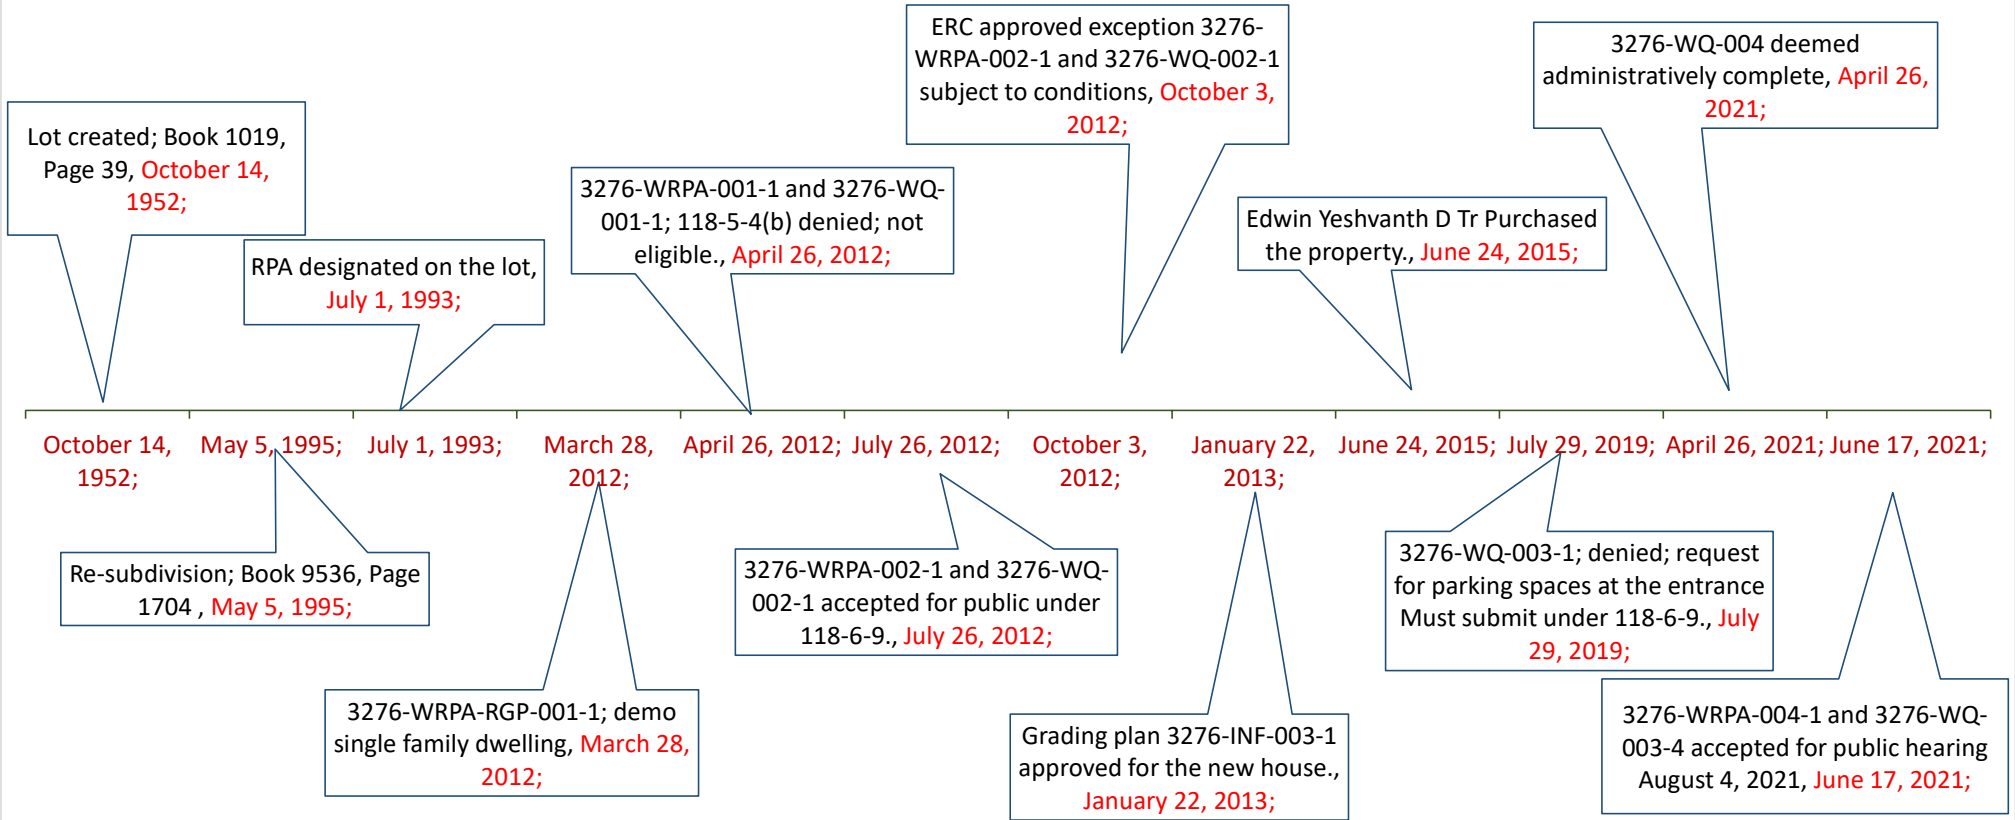 ERC approved exception 3276-
WRPA-002-1 and 3276-WQ-002-1
subject to conditions, October 3,
2012;
3276-WQ-004 deemed
administratively complete, April 26,
2021;
Lot created; Book 1019,
Page 39, October 14,
1952;
3276-WRPA-001-1 and 3276-WQ-
001-1; 118-5-4(b) denied; not
eligible., April 26, 2012;
Edwin Yeshvanth D Tr Purchased
the property., June 24, 2015;
RPA designated on the lot,
July 1, 1993;
October 14,
1952;
May 5, 1995;
July 1, 1993;
March 28,
2012;
April 26, 2012;
July 26, 2012;
October 3,
2012;
January 22,
2013;
June 24, 2015;
July 29, 2019;
April 26, 2021;
June 17, 2021;
Re-subdivision; Book 9536, Page
1704 , May 5, 1995;
3276-WRPA-002-1 and 3276-WQ-
002-1 accepted for public under
118-6-9., July 26, 2012;
3276-WQ-003-1; denied; request
for parking spaces at the entrance
Must submit under 118-6-9., July
29, 2019;
3276-WRPA-RGP-001-1; demo
single family dwelling, March 28,
2012;
Grading plan 3276-INF-003-1
approved for the new house.,
January 22, 2013;
3276-WRPA-004-1 and 3276-WQ-
003-4 accepted for public hearing
August 4, 2021, June 17, 2021;